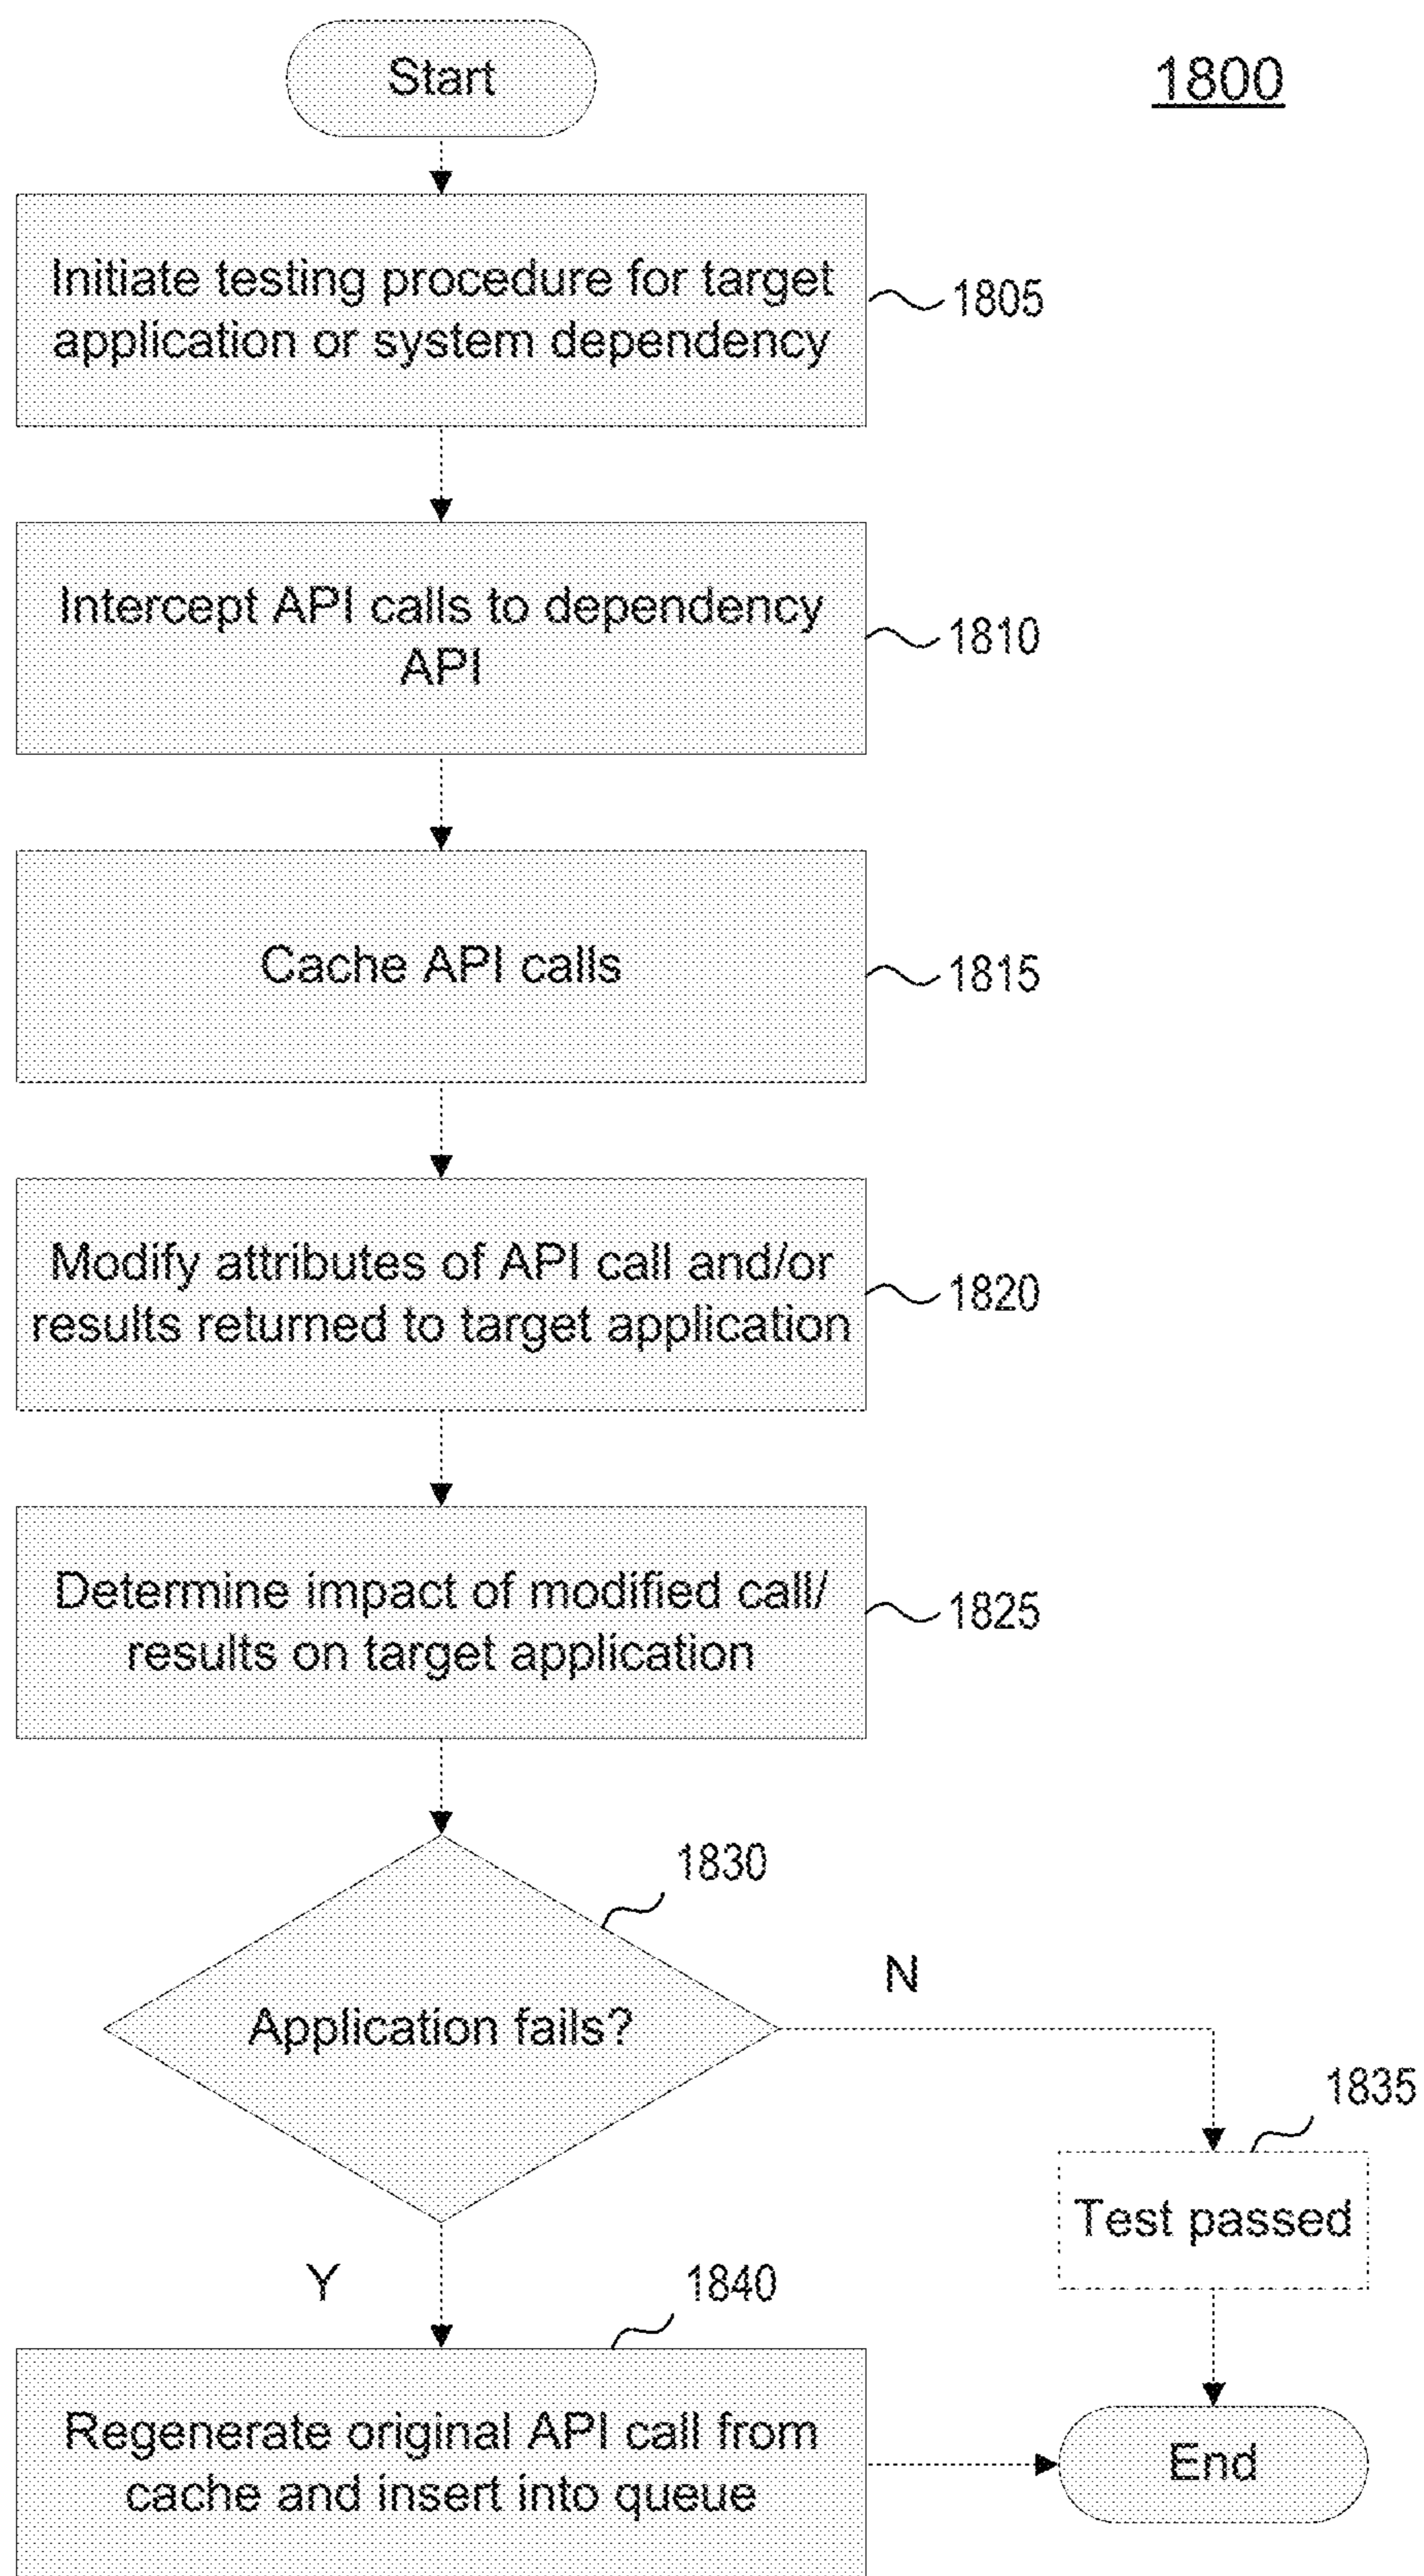 Start
1800
Initiate testing procedure for target
application or system dependency
1805
Intercept API calls to dependency
API
1810
Cache API calls
1815
Modify attributes of API call and/or
results returned to target application
1820
Determine impact of modified call/
results on target application
1825
1830
Application fails?
N
1835
Test passed
Y
1840
Regenerate original API call from
cache and insert into queue
End